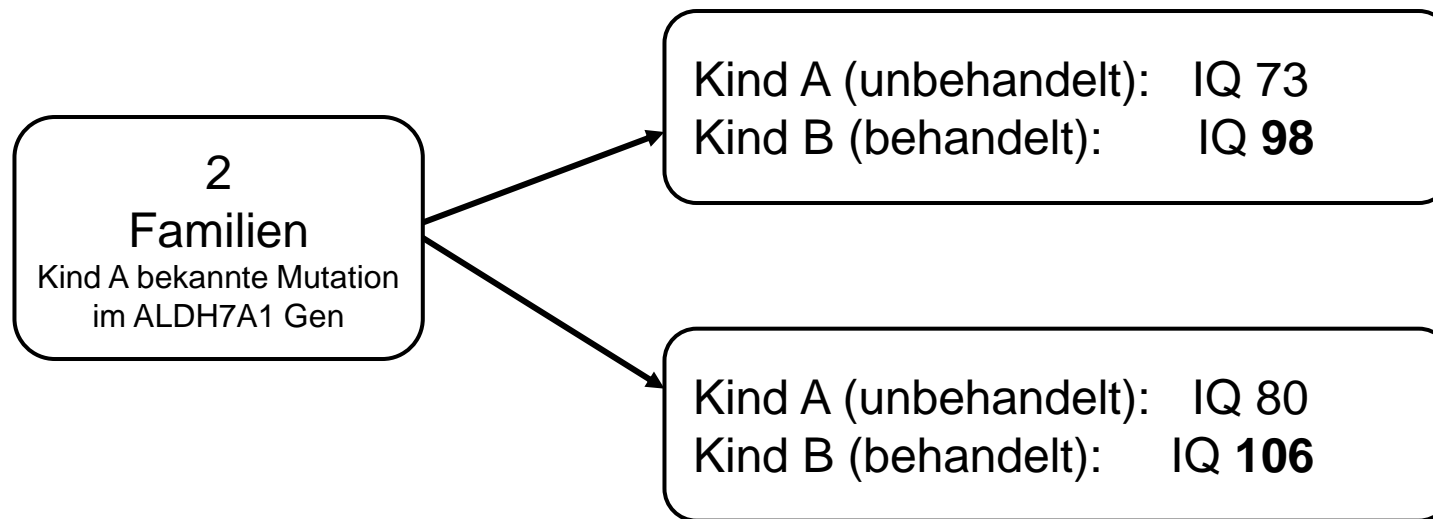 2
Familien
Kind A bekannte Mutation
im ALDH7A1 Gen
Kind A (unbehandelt): IQ 73
Kind B (behandelt): IQ 98
Kind A (unbehandelt): IQ 80
Kind B (behandelt): IQ 106